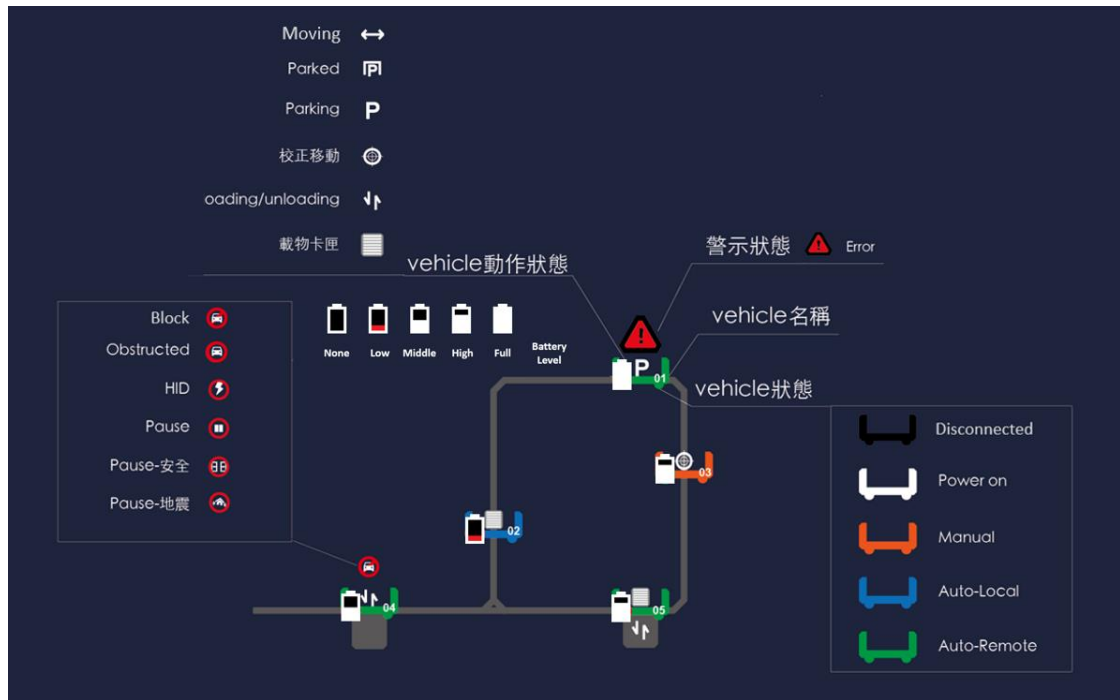 Moving
Parked
Parking
P
校正移動
oading/unloading
載物卡匣
vehicle動作狀態
警示狀態
Error
vehicle名稱
vehicle狀態
Block
Obstructed
HID
Pause
Pause-安全
Pause-地震
None
Low
Middle
High
Full
Battery
Level
P
01
03
02
04
05
Disconnected
Power on
Manual
Auto-Local
Auto-Remote